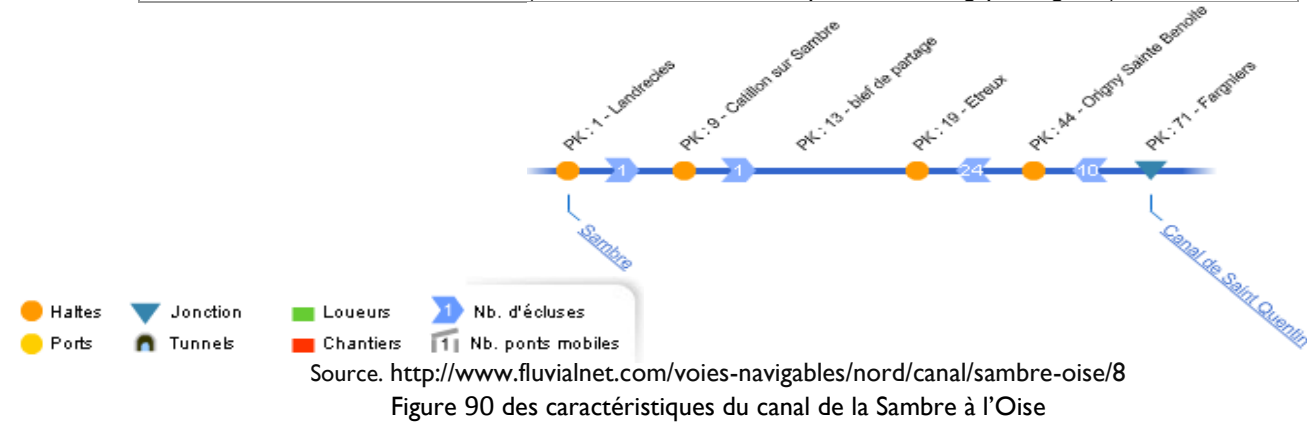 PK : 1 - Landrecies
PK : 9 - Catillon sur Sambre
PK : 13 - bief de partage
PK : 19 - Etreux
PK : 44 - Origny Sainte Benoite
PK : 71 - Fargniers
1
1
24
10
Sambre
Canal de Saint Quentin
Haltes
Jonction
Loueurs
1
Nb. d'écluses
Ports
Tunnels
Chantiers
1
Nb. ponts mobiles
Source. http://www.fluvialnet.com/voies-navigables/nord/canal/sambre-oise/8
Figure 90 des caractéristiques du canal de la Sambre à l'Oise